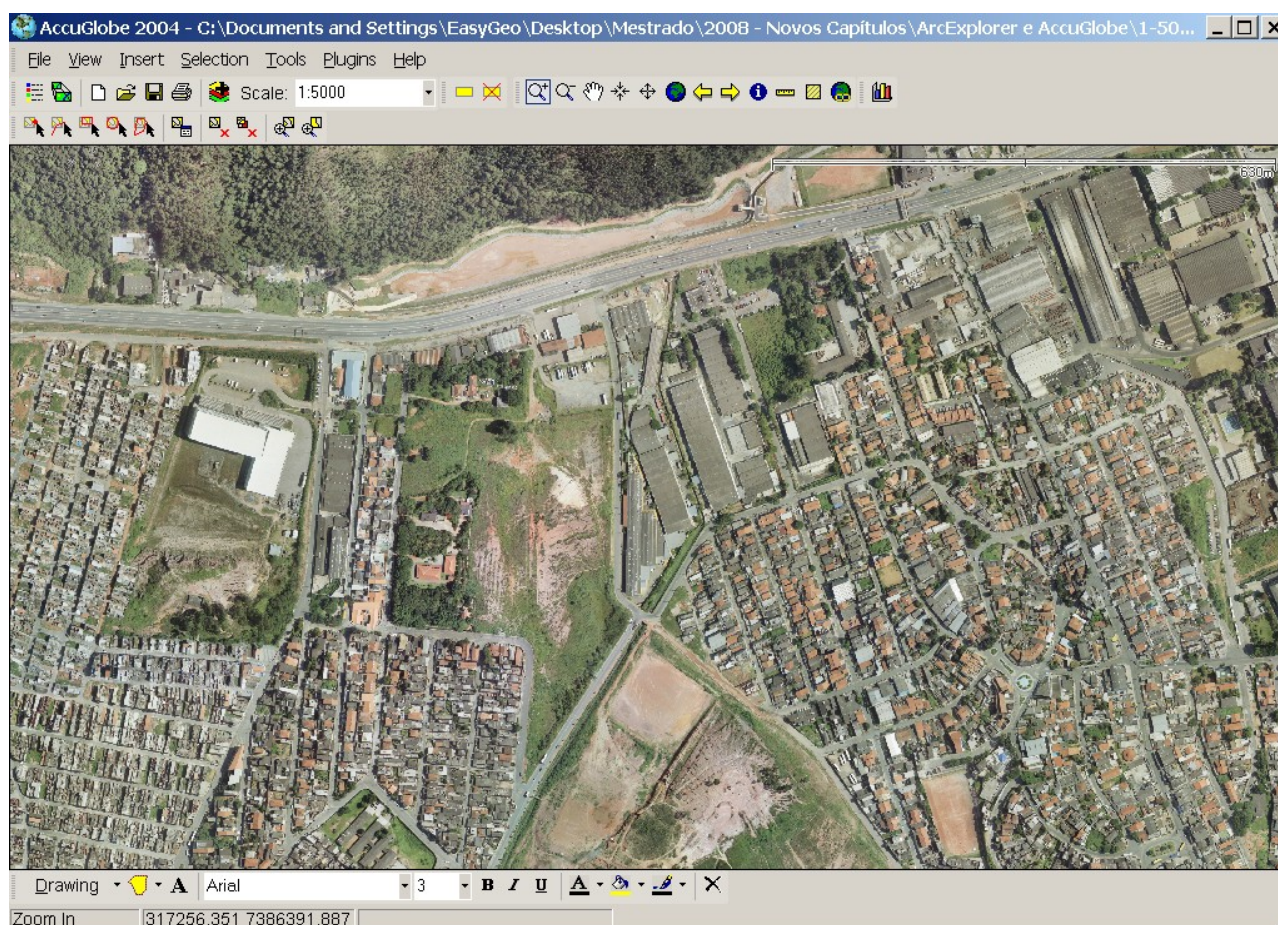 AccuGlobe 2004 - C:\Documents and Settings\EasyGeo\Desktop\Mestrado\2008 - Novos Capítulos\ArcExplorer e AccuGlobe\1-50...
File View Insert Selection Tools Plugins Help
Scale: 1:5000
630m
Drawing A Arial 3 B I U A
Zoom In 317256.351 7386391.887